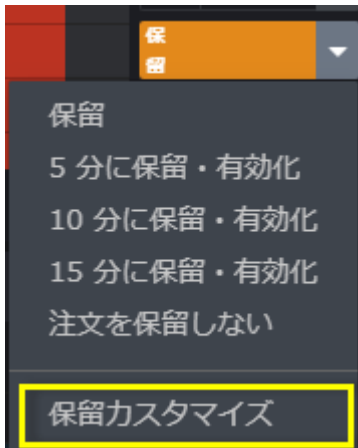 保
留
保留
5 分に保留・有効化
10 分に保留・有効化
15 分に保留・有効化
注文を保留しない
保留カスタマイズ